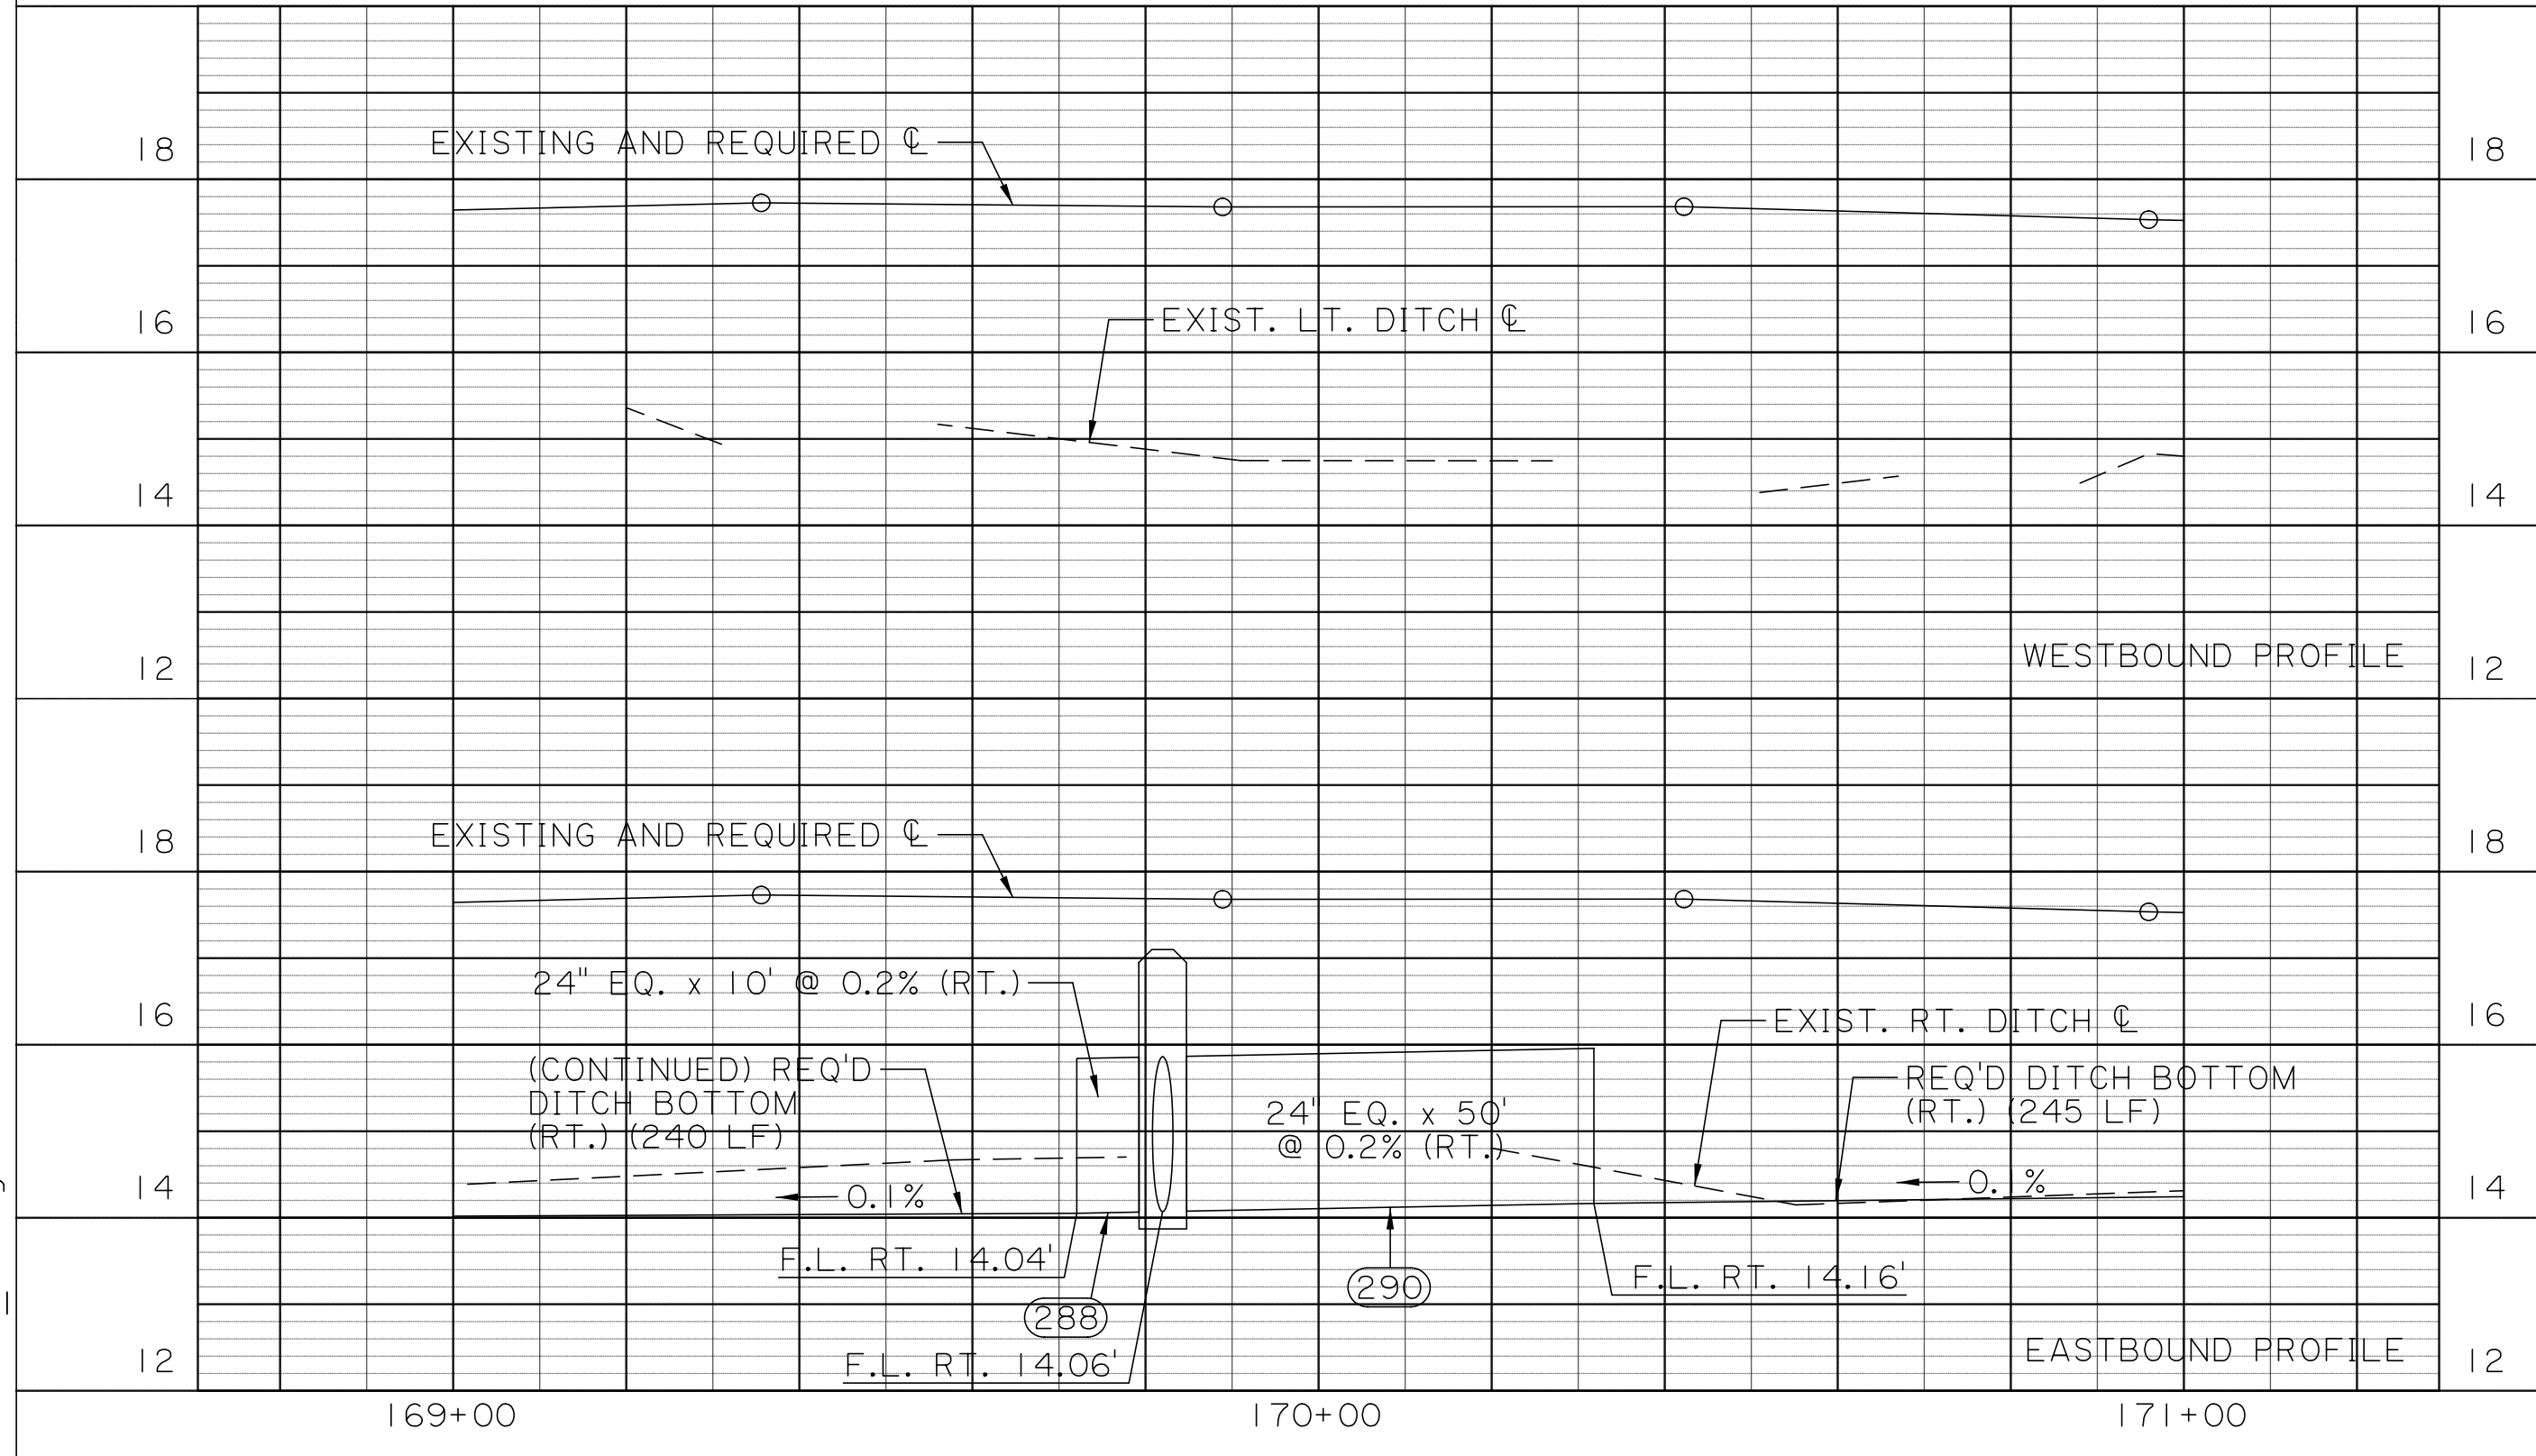 18 18
EXISTING AND REQUIRED ℄
16 16
EXIST. LT. DITCH ℄
14 14
12 12
WESTBOUND PROFILE
18 18
EXISTING AND REQUIRED ℄
24" EQ. x 10' @ 0.2% (RT.)
16 16
EXIST. RT. DITCH ℄
(CONTINUED) REQ'D
DITCH BOTTOM
(RT.) (240 LF)
24" EQ. x 50'
@ 0.2% (RT.)
REQ'D DITCH BOTTOM
(RT.) (245 LF)
14 14
0.1%
0.1%
F.L. RT. 14.04'
288
290
F.L. RT. 14.16'
F.L. RT. 14.06'
12 12
EASTBOUND PROFILE
169+00 170+00 171+00